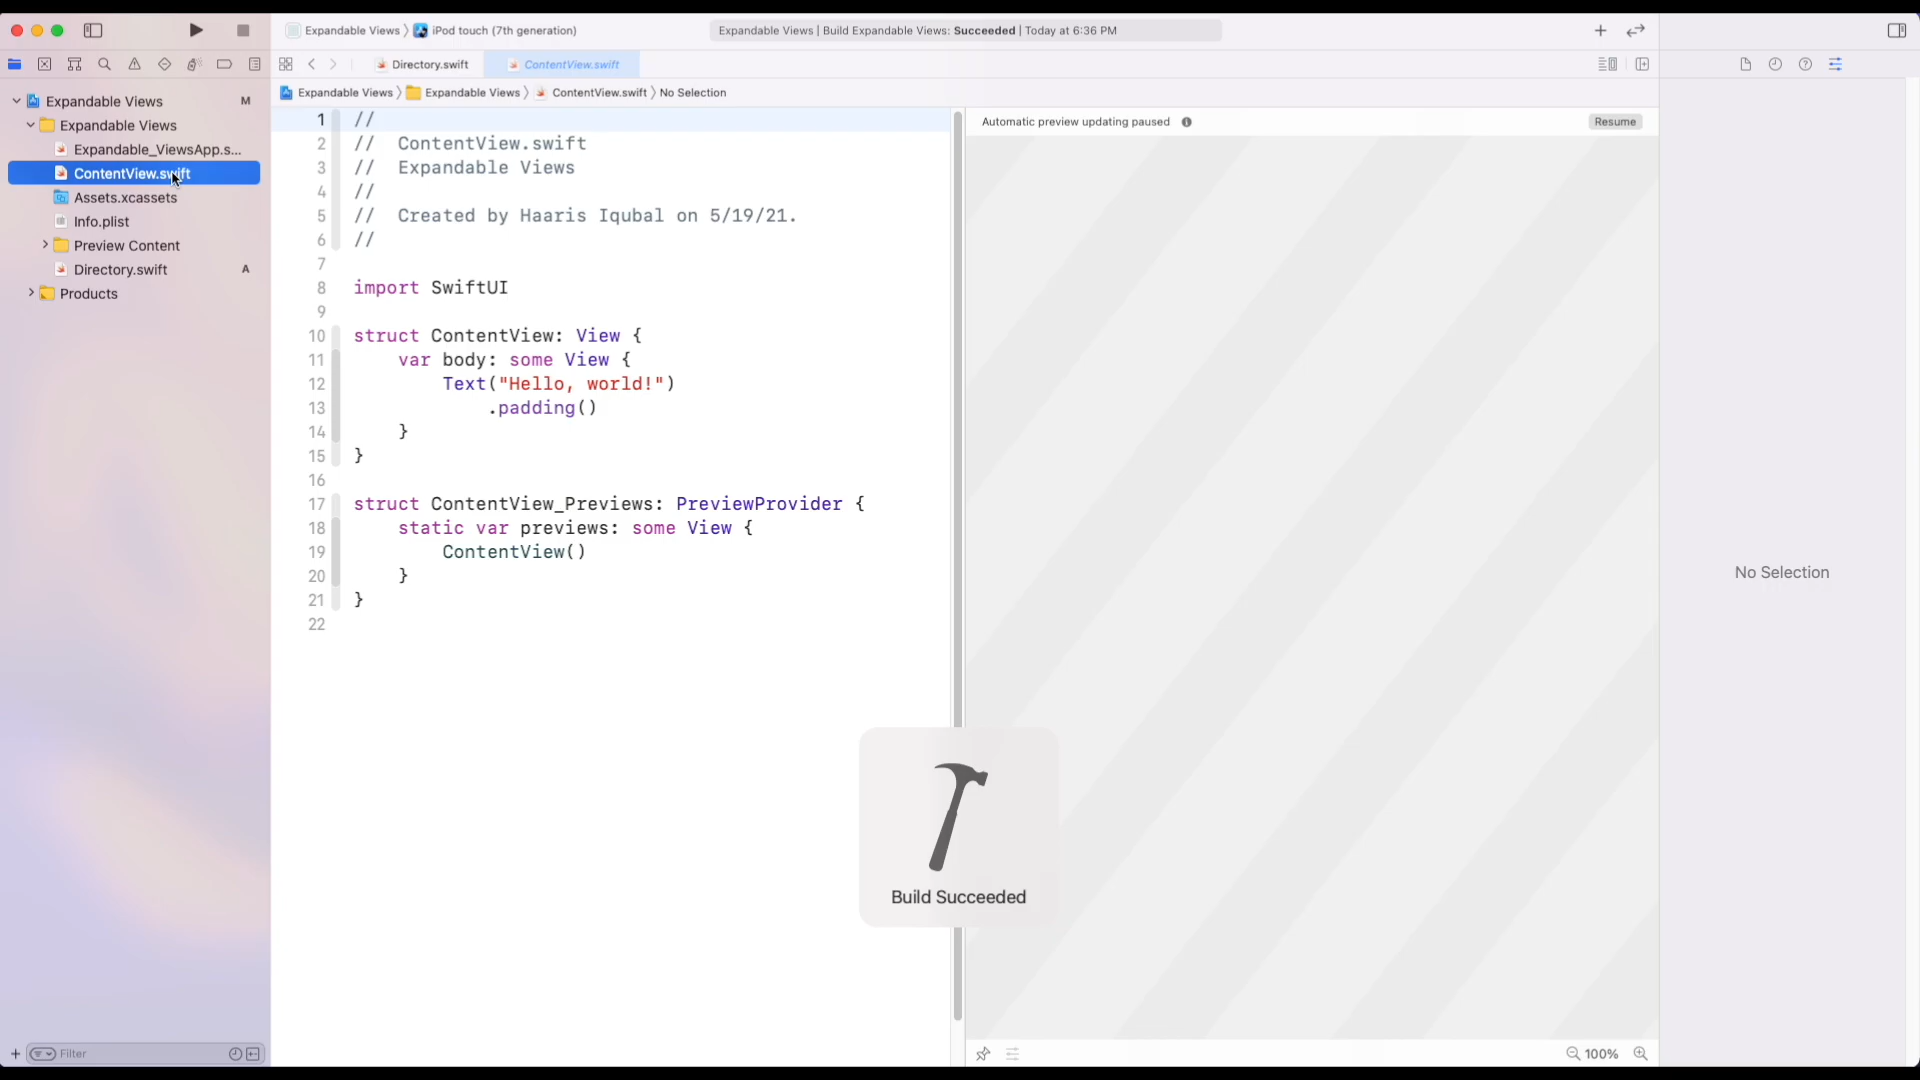 Expandable Views 〉 iPod touch (7th generation)
Expandable Views | Build Expandable Views: Succeeded | Today at 6:36 PM
Directory.swift
ContentView.swift
Expandable Views 〉 Expandable Views 〉 ContentView.swift 〉 No Selection
Expandable Views M
Expandable Views
Expandable_ViewsApp.s...
ContentView.swift
Assets.xcassets
Info.plist
Preview Content
Directory.swift A
Products
Filter
1 //
2 //  ContentView.swift
3 //  Expandable Views
4 //
5 //  Created by Haaris Iqubal on 5/19/21.
6 //
7
8 import SwiftUI
9
10 struct ContentView: View {
11     var body: some View {
12         Text("Hello, world!")
13             .padding()
14     }
15 }
16
17 struct ContentView_Previews: PreviewProvider {
18     static var previews: some View {
19         ContentView()
20     }
21 }
22
Automatic preview updating paused
Resume
Build Succeeded
100%
No Selection